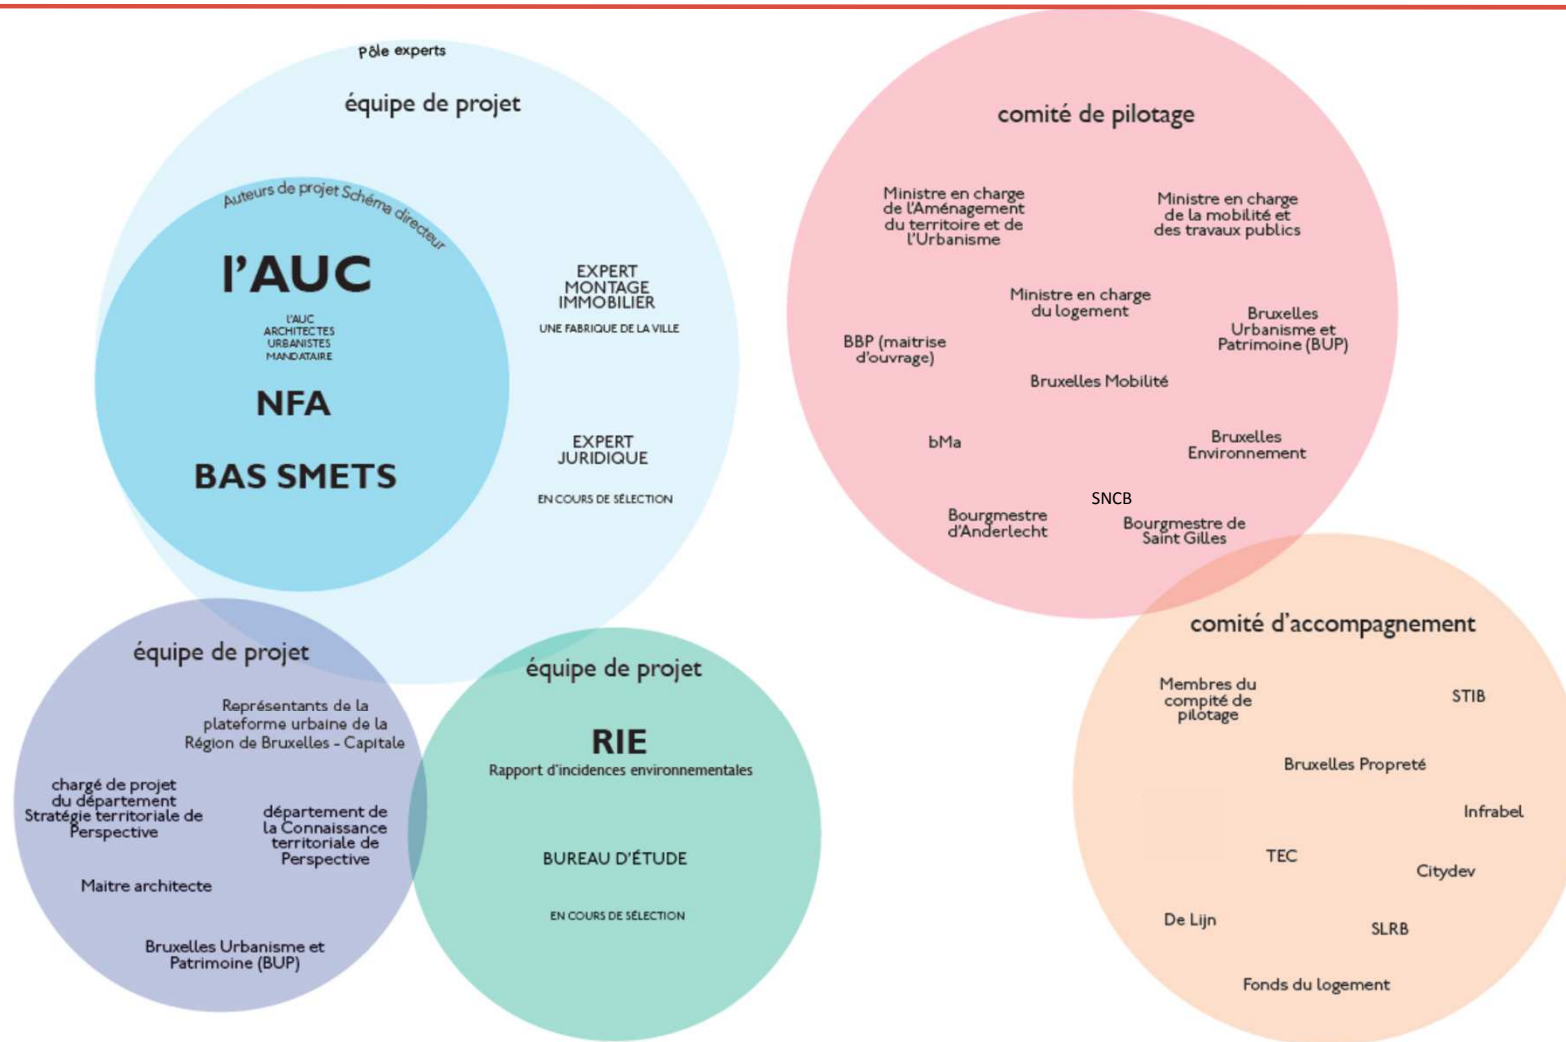 Pôle experts
équipe de projet
Auteurs de projet Schéma directeur
l'AUC
l'AUC
ARCHITECTES
URBANISTES
MANDATAIRE
NFA
BAS SMETS
EXPERT
MONTAGE
IMMOBILIER
UNE FABRIQUE DE LA VILLE
EXPERT
JURIDIQUE
EN COURS DE SÉLECTION
comité de pilotage
Ministre en charge
de l'Aménagement
du territoire et de
l'Urbanisme
Ministre en charge
de la mobilité et
des travaux publics
Ministre en charge
du logement
Bruxelles
Urbanisme et
Patrimoine (BUP)
BBP (maitrise
d'ouvrage)
Bruxelles Mobilité
bMa
Bruxelles
Environnement
SNCB
Bourgmestre
d'Anderlecht
Bourgmestre de
Saint Gilles
équipe de projet
Représentants de la
plateforme urbaine de la
Région de Bruxelles - Capitale
chargé de projet
du département
Stratégie territoriale de
Perspective
département de
la Connaissance
territoriale de
Perspective
Maitre architecte
Bruxelles Urbanisme et
Patrimoine (BUP)
équipe de projet
RIE
Rapport d'incidences environnementales
BUREAU D'ÉTUDE
EN COURS DE SÉLECTION
comité d'accompagnement
Membres du
compité de
pilotage
STIB
Bruxelles Propreté
Infrabel
TEC
Citydev
De Lijn
SLRB
Fonds du logement